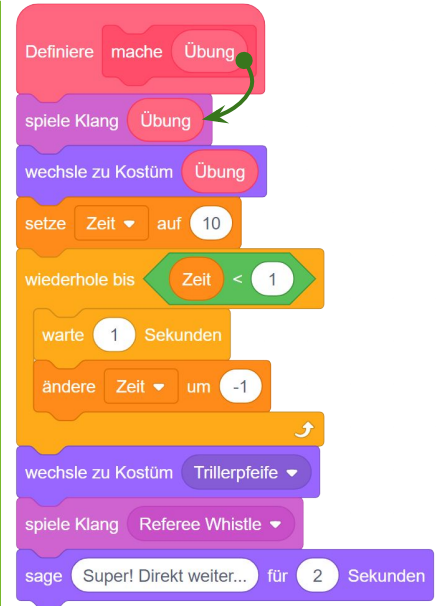 Definiere mache Übung
spiele Klang Übung
wechsle zu Kostüm Übung
setze Zeit auf 10
wiederhole bis Zeit < 1
warte 1 Sekunden
ändere Zeit um -1
wechsle zu Kostüm Trillerpfeife
spiele Klang Referee Whistle
sage Super! Direkt weiter... für 2 Sekunden